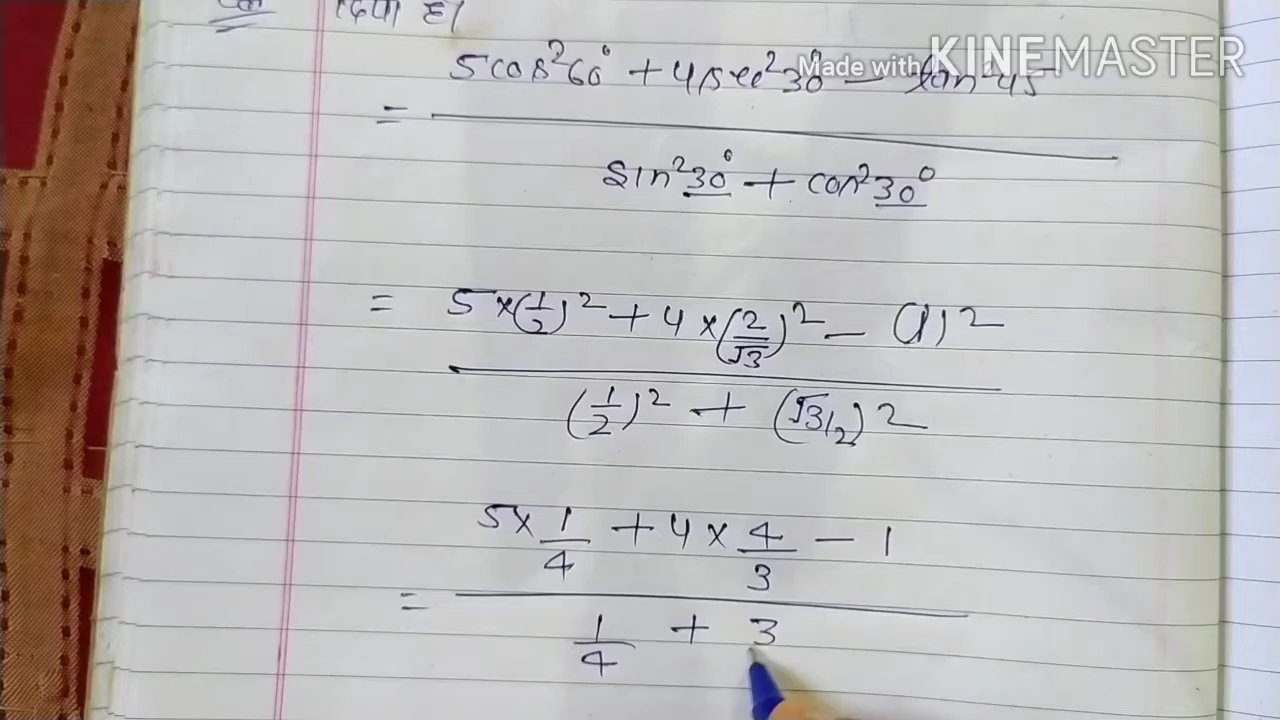 दिया है।
Made with KINEMASTER
5cos²60° + 4sec²30° − tan²45
=
sin²30° + cos²30°
= 5×(1/2)² + 4×(2/√3)² − (1)²
(1/2)² + (√3/2)²
5×1/4 + 4×4/3 − 1
=
1/4 + 3